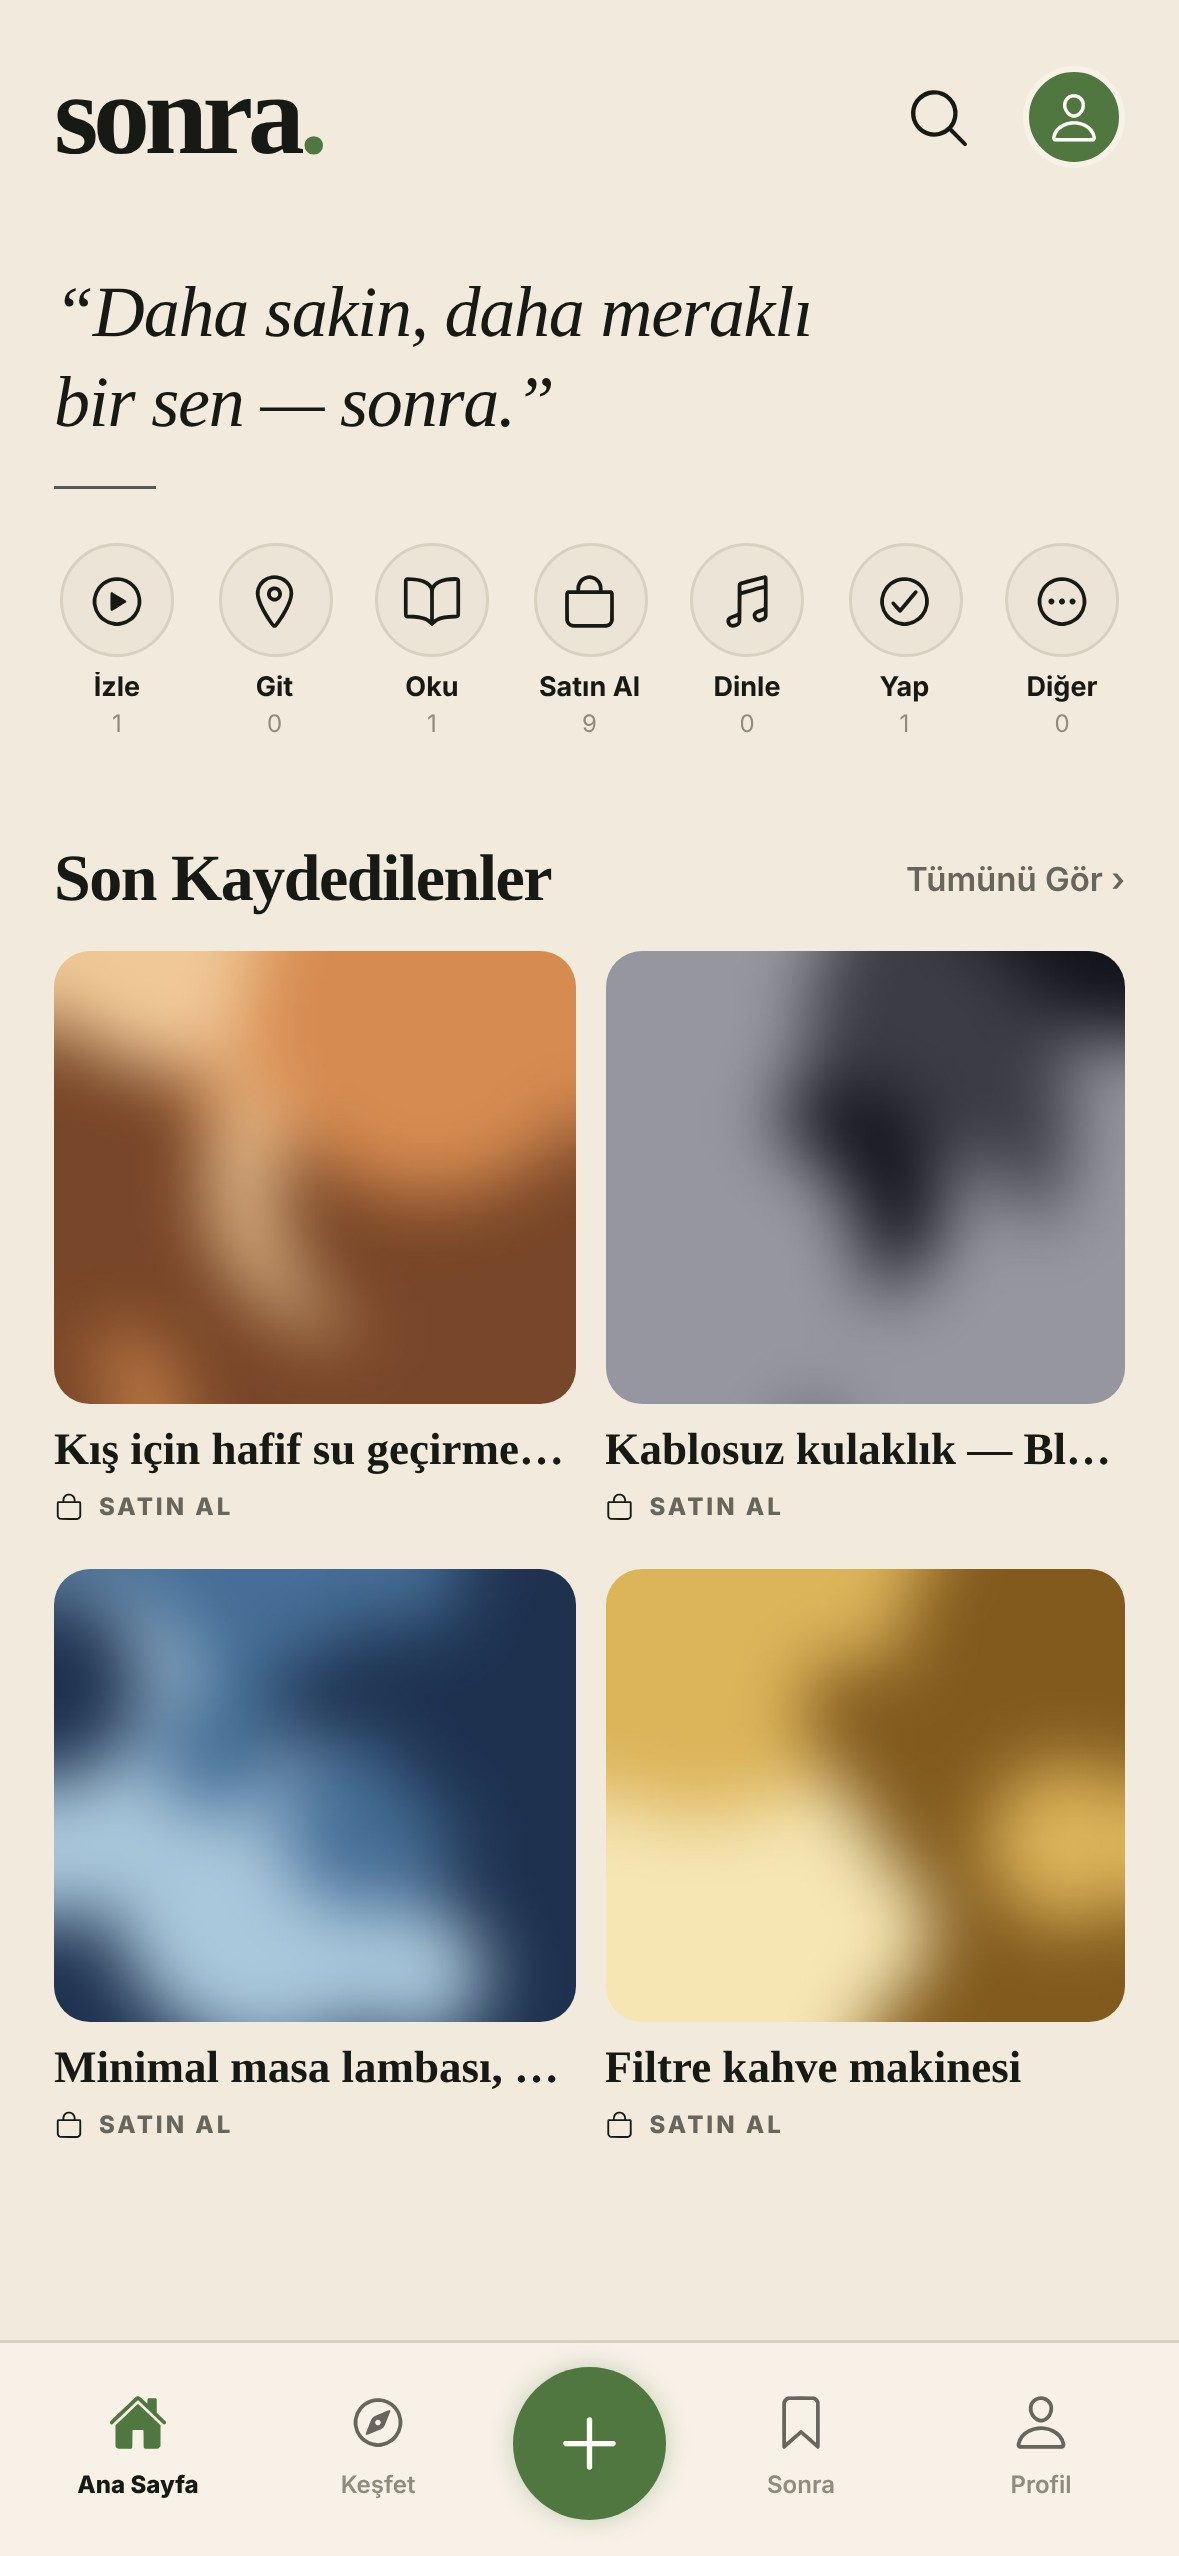 sonra.
“Daha sakin, daha meraklı
bir sen — sonra.”
İzle
1
Git
0
Oku
1
Satın Al
9
Dinle
0
Yap
1
Diğer
0
Son Kaydedilenler
Tümünü Gör ›
Kış için hafif su geçirme…
SATIN AL
Kablosuz kulaklık — Bl…
SATIN AL
Minimal masa lambası, …
SATIN AL
Filtre kahve makinesi
SATIN AL
Ana Sayfa
Keşfet
Sonra
Profil